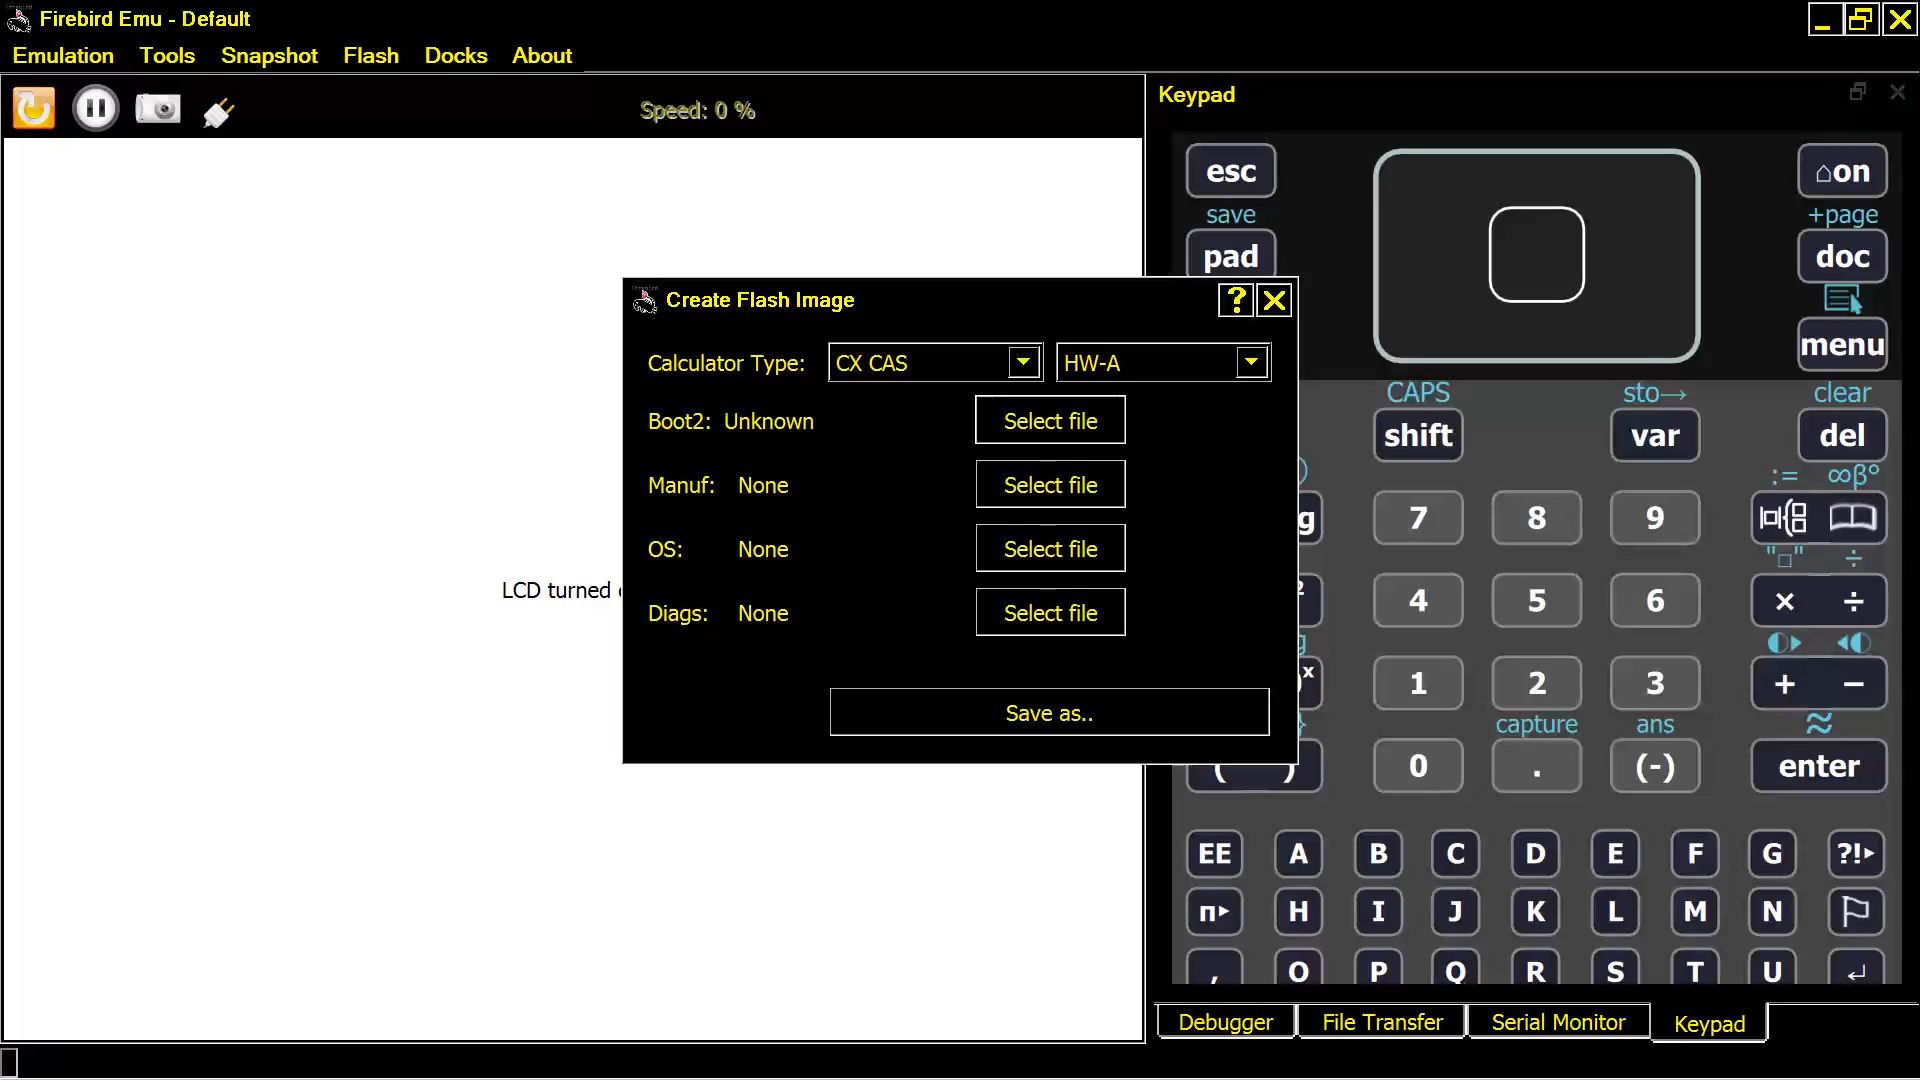 Firebird Emu - Default
Emulation Tools Snapshot Flash Docks About
Speed: 0 %
Keypad
esc
⌂on
save
+page
pad
doc
menu
Create Flash Image
?
Calculator Type: CX CAS HW-A
Boot2: Unknown Select file
Manuf: None Select file
OS: None Select file
Diags: None Select file
Save as..
LCD turned
CAPS sto→ clear
shift var del
:= ∞β°
g 7 8 9
"□" ÷
2 4 5 6 × ÷
g
x 1 2 3 + −
} capture ans ≈
( ) 0 . (-) enter
EE A B C D E F G ?!▸
π▸ H I J K L M N
, O P Q R S T U ↵
Debugger File Transfer Serial Monitor Keypad